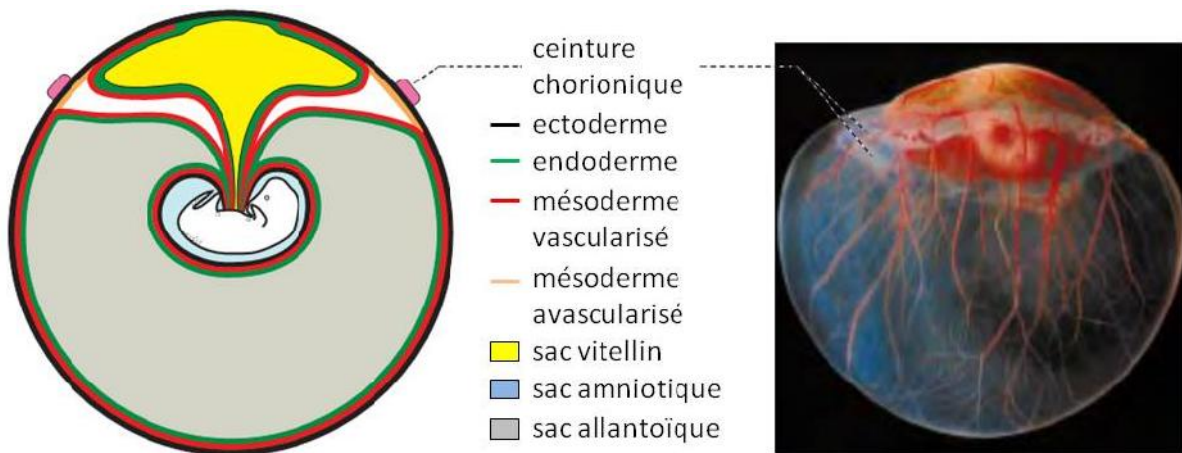 ceinture
chorionique
ectoderme
endoderme
mésoderme
vascularisé
mésoderme
avascularisé
sac vitellin
sac amniotique
sac allantoïque